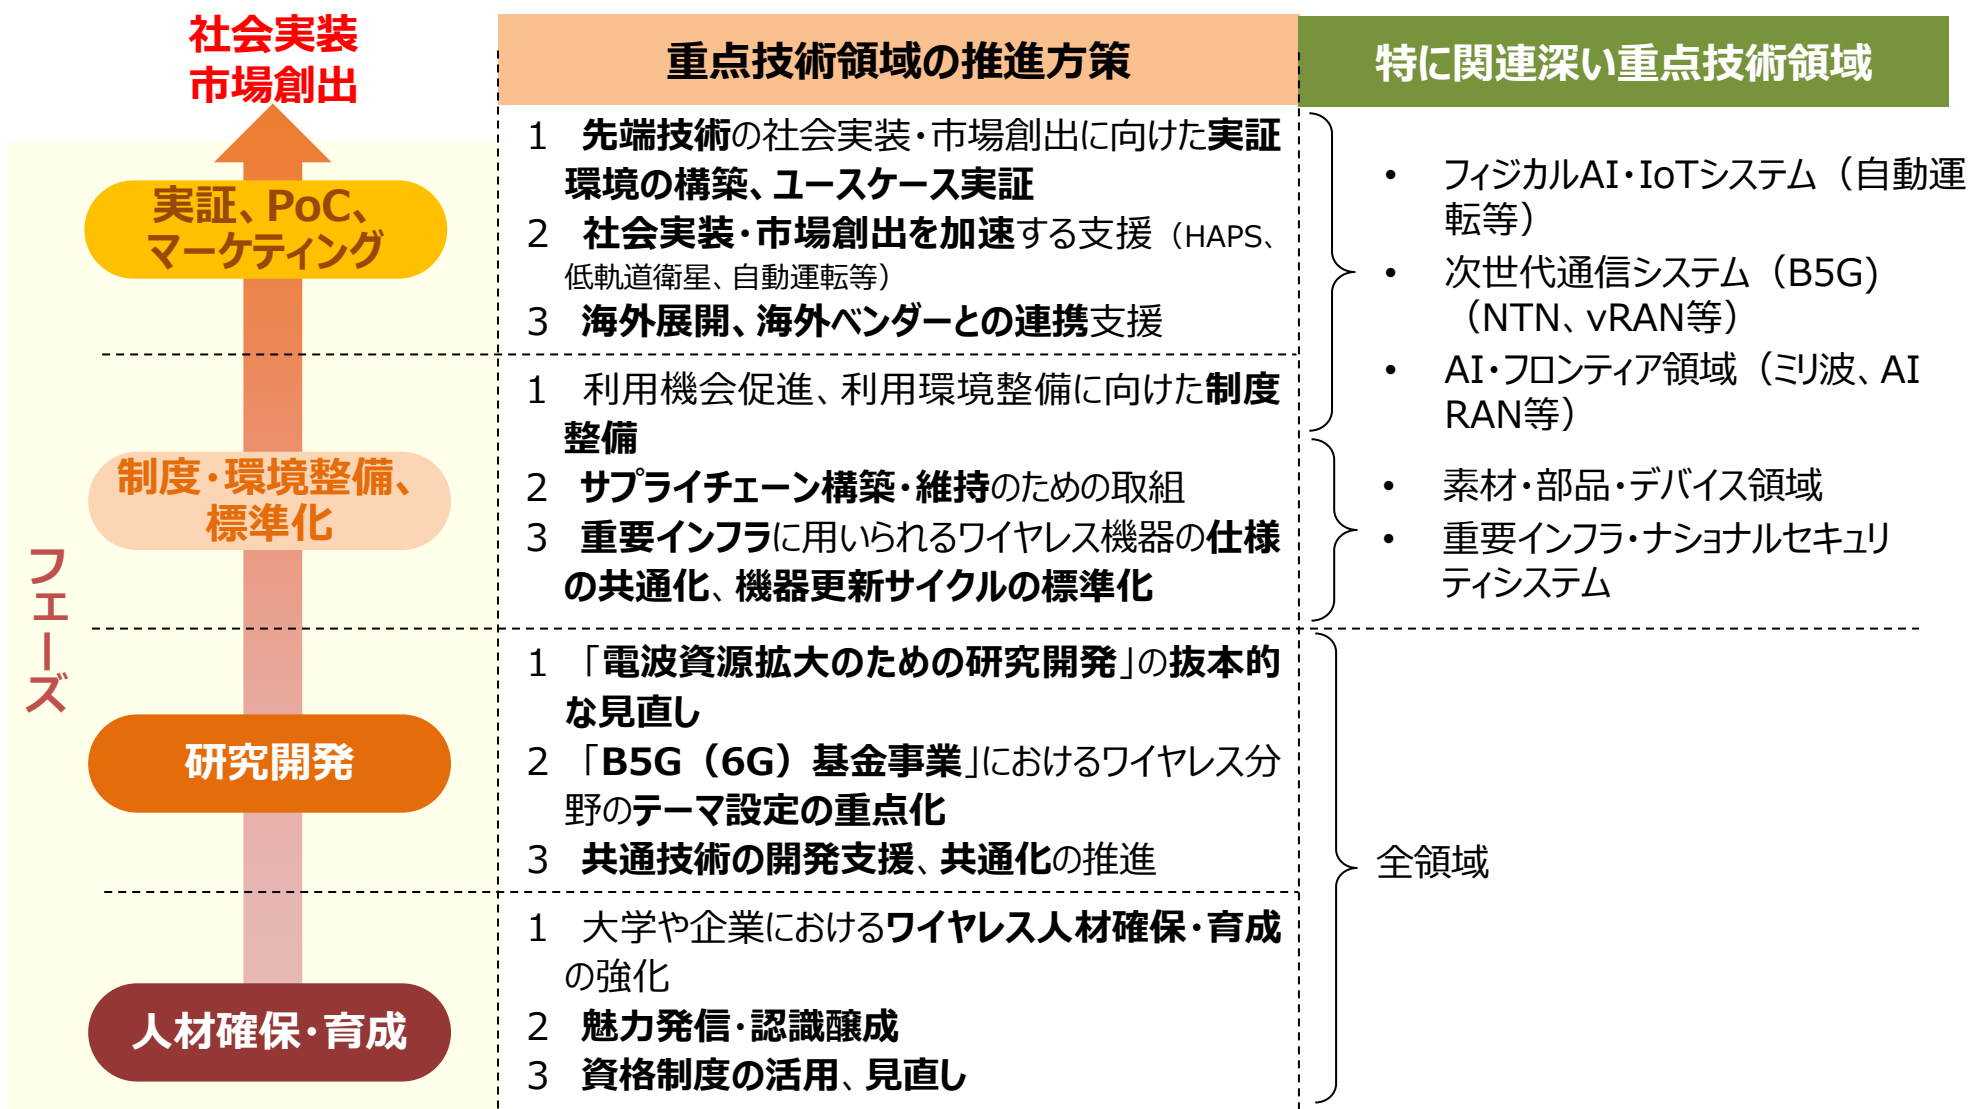 社会実装
市場創出
重点技術領域の推進方策
特に関連深い重点技術領域
フェーズ
実証、PoC、
マーケティング
1 先端技術の社会実装・市場創出に向けた実証
環境の構築、ユースケース実証
2 社会実装・市場創出を加速する支援（HAPS、
低軌道衛星、自動運転等）
3 海外展開、海外ベンダーとの連携支援
• フィジカルAI・IoTシステム（自動運
転等）
• 次世代通信システム（B5G)
（NTN、vRAN等）
• AI・フロンティア領域（ミリ波、AI
RAN等）
制度・環境整備、
標準化
1 利用機会促進、利用環境整備に向けた制度
整備
2 サプライチェーン構築・維持のための取組
3 重要インフラに用いられるワイヤレス機器の仕様
の共通化、機器更新サイクルの標準化
• 素材・部品・デバイス領域
• 重要インフラ・ナショナルセキュリ
ティシステム
研究開発
1 「電波資源拡大のための研究開発」の抜本的
な見直し
2 「B5G（6G）基金事業」におけるワイヤレス分
野のテーマ設定の重点化
3 共通技術の開発支援、共通化の推進
全領域
人材確保・育成
1 大学や企業におけるワイヤレス人材確保・育成
の強化
2 魅力発信・認識醸成
3 資格制度の活用、見直し